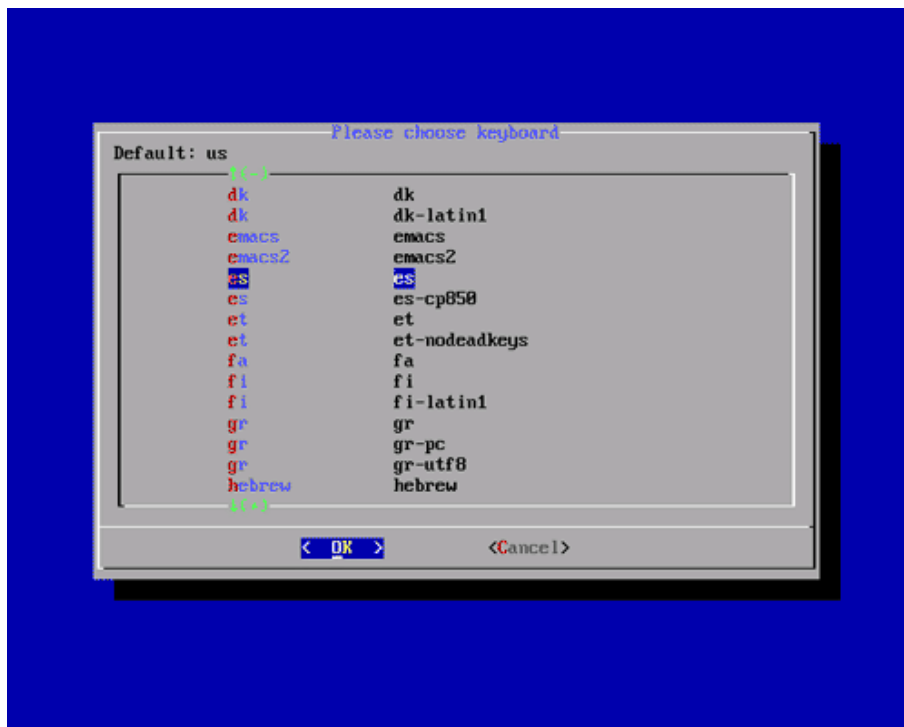 Please choose keyboard
Default: us
↑(-)
dk dk
dk dk-latin1
emacs emacs
emacs2 emacs2
es es
es es-cp850
et et
et et-nodeadkeys
fa fa
fi fi
fi fi-latin1
gr gr
gr gr-pc
gr gr-utf8
hebrew hebrew
↓(+)
< OK > <Cancel>